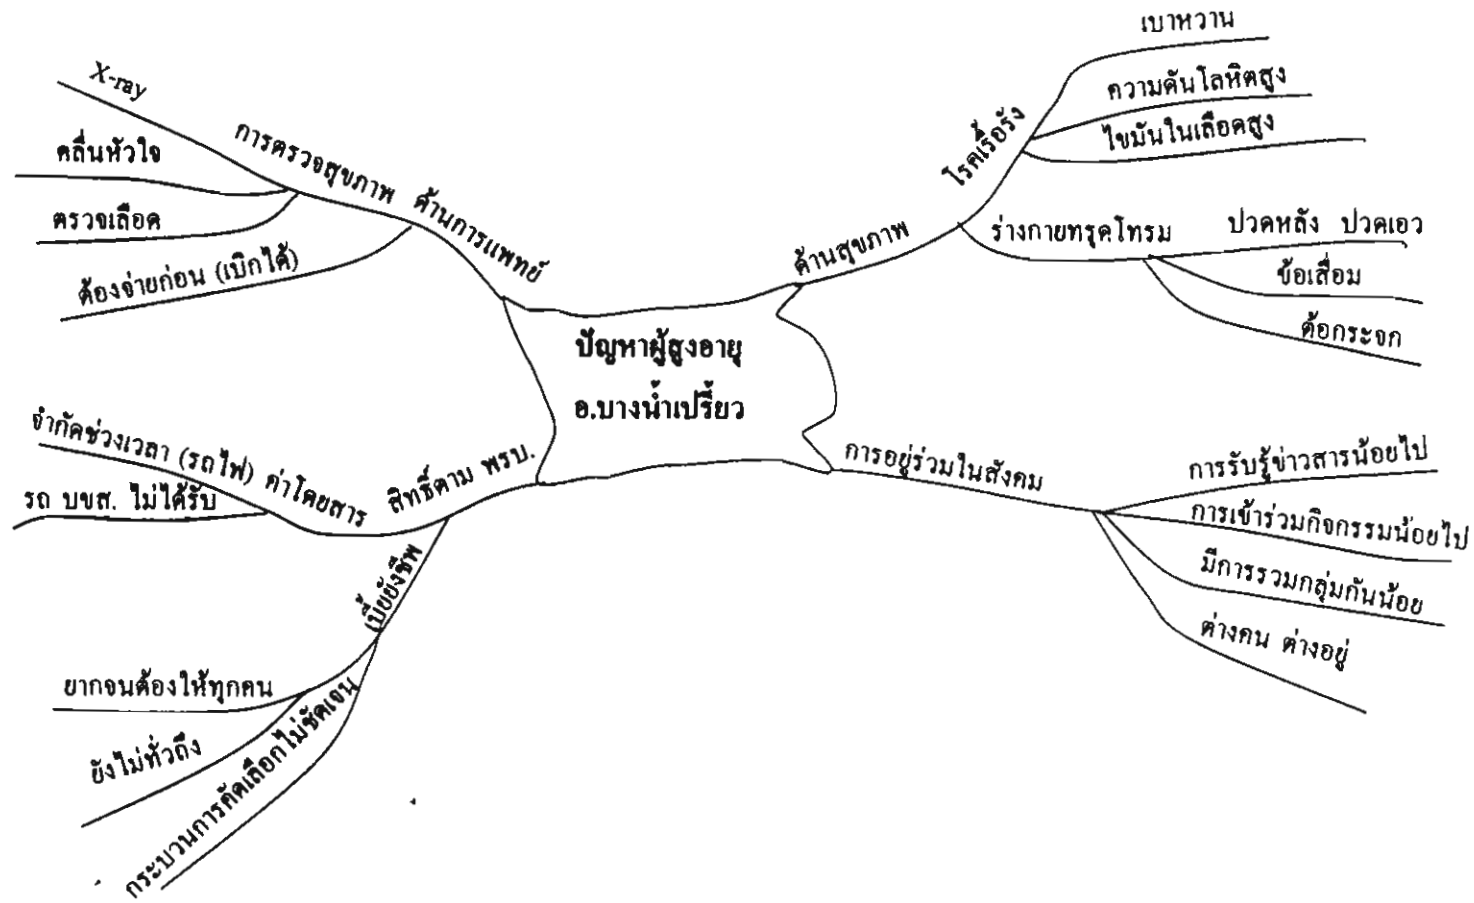 ปัญหาผู้สูงอายุ
อ.บางน้ำเปรี้ยว
ด้านการแพทย์
การตรวจสุขภาพ
X-ray
คลื่นหัวใจ
ตรวจเลือด
ต้องจ่ายก่อน (เบิกได้)
ด้านสุขภาพ
โรคเรื้อรัง
เบาหวาน
ความดันโลหิตสูง
ไขมันในเลือดสูง
ร่างกายทรุดโทรม
ปวดหลัง ปวดเอว
ข้อเสื่อม
ต้อกระจก
สิทธิ์ตาม พรบ.
ค่าโดยสาร
จำกัดช่วงเวลา (รถไฟ)
รถ บขส. ไม่ได้รับ
เบี้ยยังชีพ
ยากจนต้องให้ทุกคน
ยังไม่ทั่วถึง
กระบวนการคัดเลือกไม่ชัดเจน
การอยู่ร่วมในสังคม
การรับรู้ข่าวสารน้อยไป
การเข้าร่วมกิจกรรมน้อยไป
มีการรวมกลุ่มกันน้อย
ต่างคน ต่างอยู่